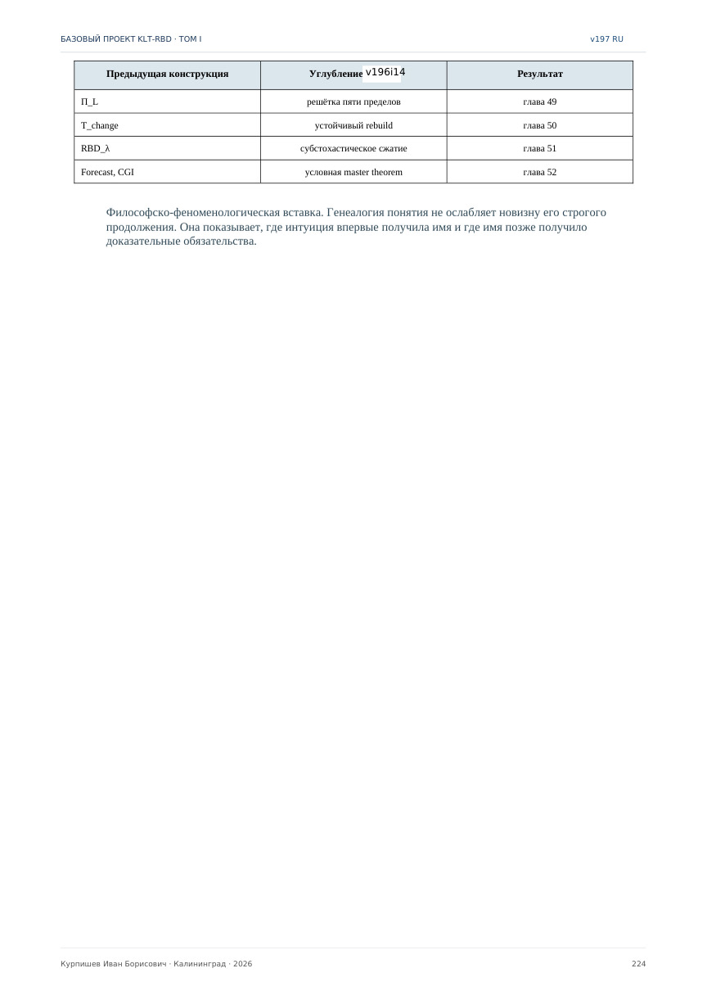 БАЗОВЫЙ ПРОЕКТ KLT-RBD · ТОМ I v197 RU
Предыдущая конструкция Углубление v196i14 Результат
Π_L решётка пяти пределов глава 49
T_change устойчивый rebuild глава 50
RBD_λ субстохастическое сжатие глава 51
Forecast, CGI условная master theorem глава 52
Философско-феноменологическая вставка. Генеалогия понятия не ослабляет новизну его строгого
продолжения. Она показывает, где интуиция впервые получила имя и где имя позже получило
доказательные обязательства.
Курпишев Иван Борисович · Калининград · 2026 224